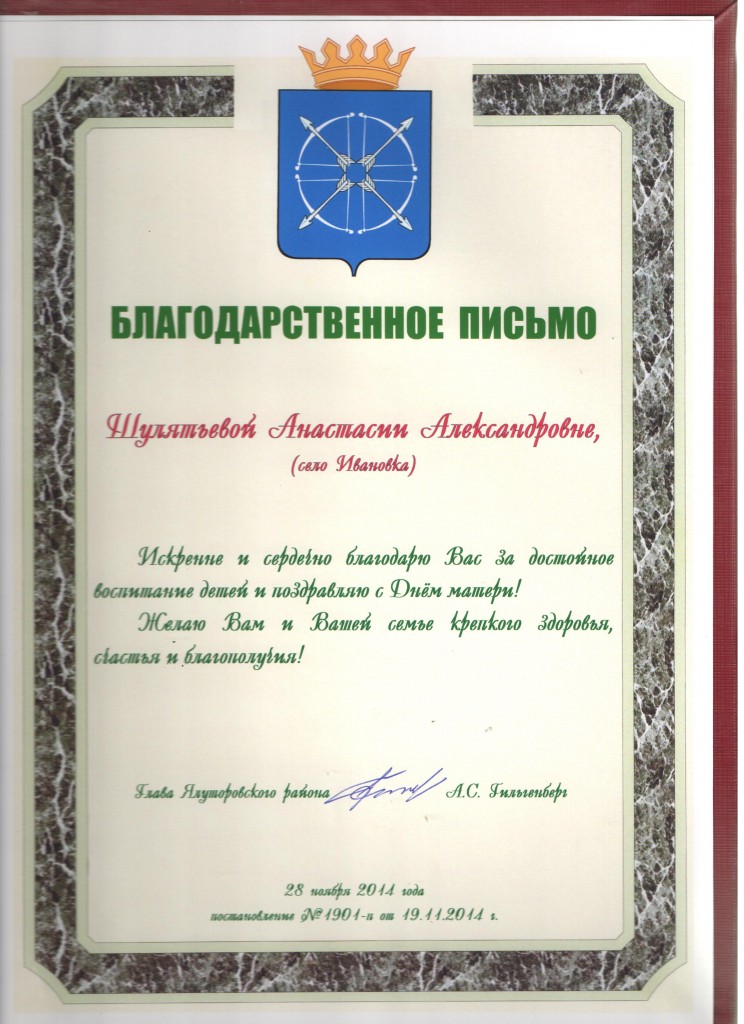 БЛАГОДАРСТВЕННОЕ ПИСЬМО
Шулятьевой Анастасии Александровне,
(село Ивановка)
Искренне и сердечно благодарю Вас за достойное
воспитание детей и поздравляю с Днём матери!
Желаю Вам и Вашей семье крепкого здоровья,
счастья и благополучия!
Глава Ялуторовского района А.С. Гильгенберг
28 ноября 2014 года
постановление №1901-п от 19.11.2014 г.